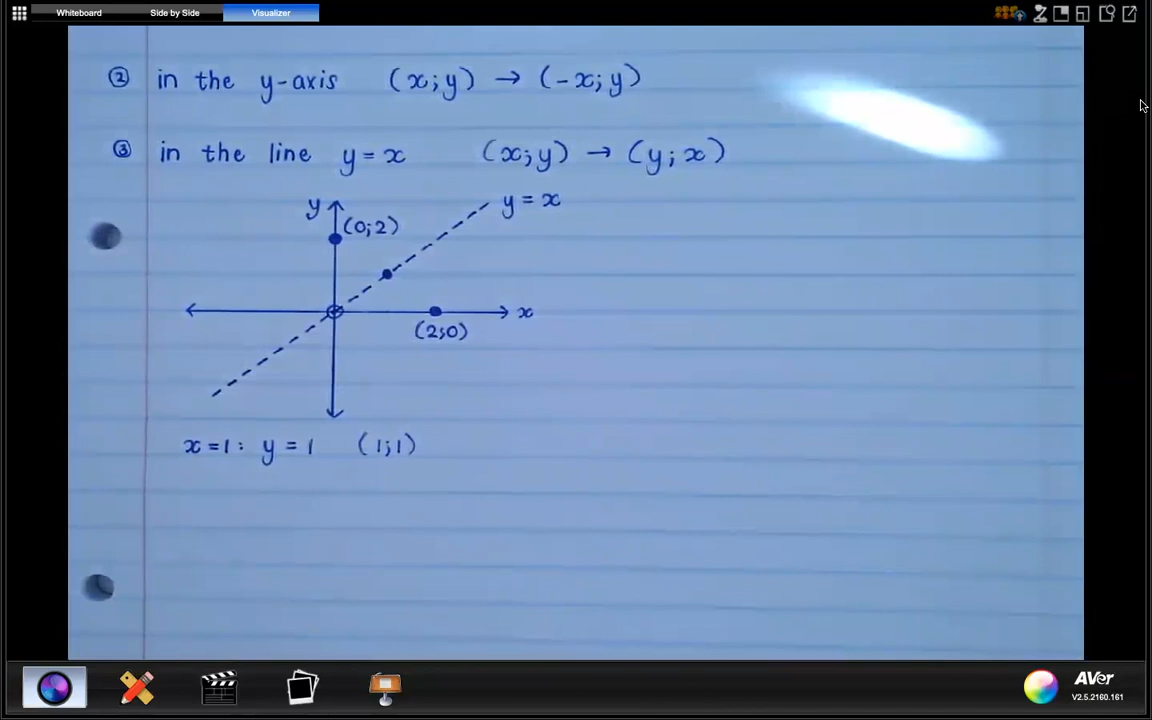 Whiteboard Side by Side Visualizer
② in the y-axis (x;y) → (-x;y)
③ in the line y = x (x;y) → (y;x)
y
(0;2)
y = x
x
(2;0)
x = 1 : y = 1 (1;1)
AVer
V2.5.2160.161